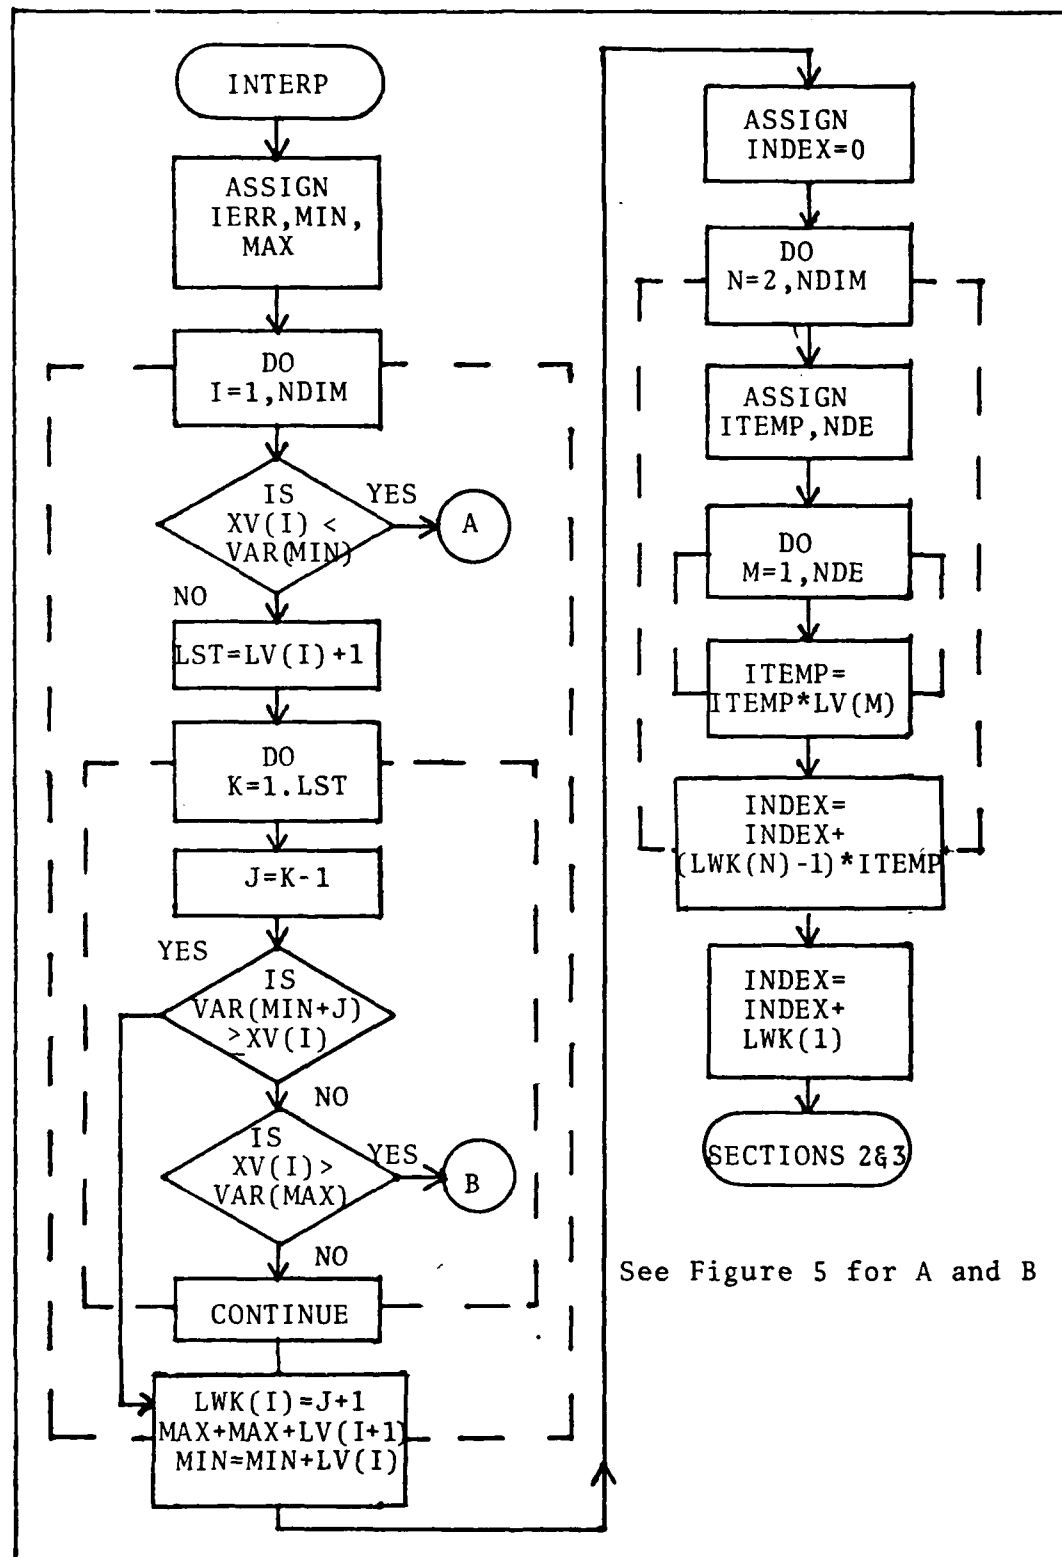 INTERP
ASSIGN
IERR,MIN,
MAX
DO
I=1,NDIM
IS
XV(I) <
VAR(MIN)
YES
A
NO
LST=LV(I)+1
DO
K=1.LST
J=K-1
YES
IS
VAR(MIN+J)
≥XV(I)
NO
IS
XV(I)>
VAR(MAX)
YES
B
NO
CONTINUE
LWK(I)=J+1
MAX+MAX+LV(I+1)
MIN=MIN+LV(I)
ASSIGN
INDEX=0
DO
N=2,NDIM
ASSIGN
ITEMP,NDE
DO
M=1,NDE
ITEMP=
ITEMP*LV(M)
INDEX=
INDEX+
(LWK(N)-1)*ITEMP
INDEX=
INDEX+
LWK(1)
SECTIONS 2&3
See Figure 5 for A and B